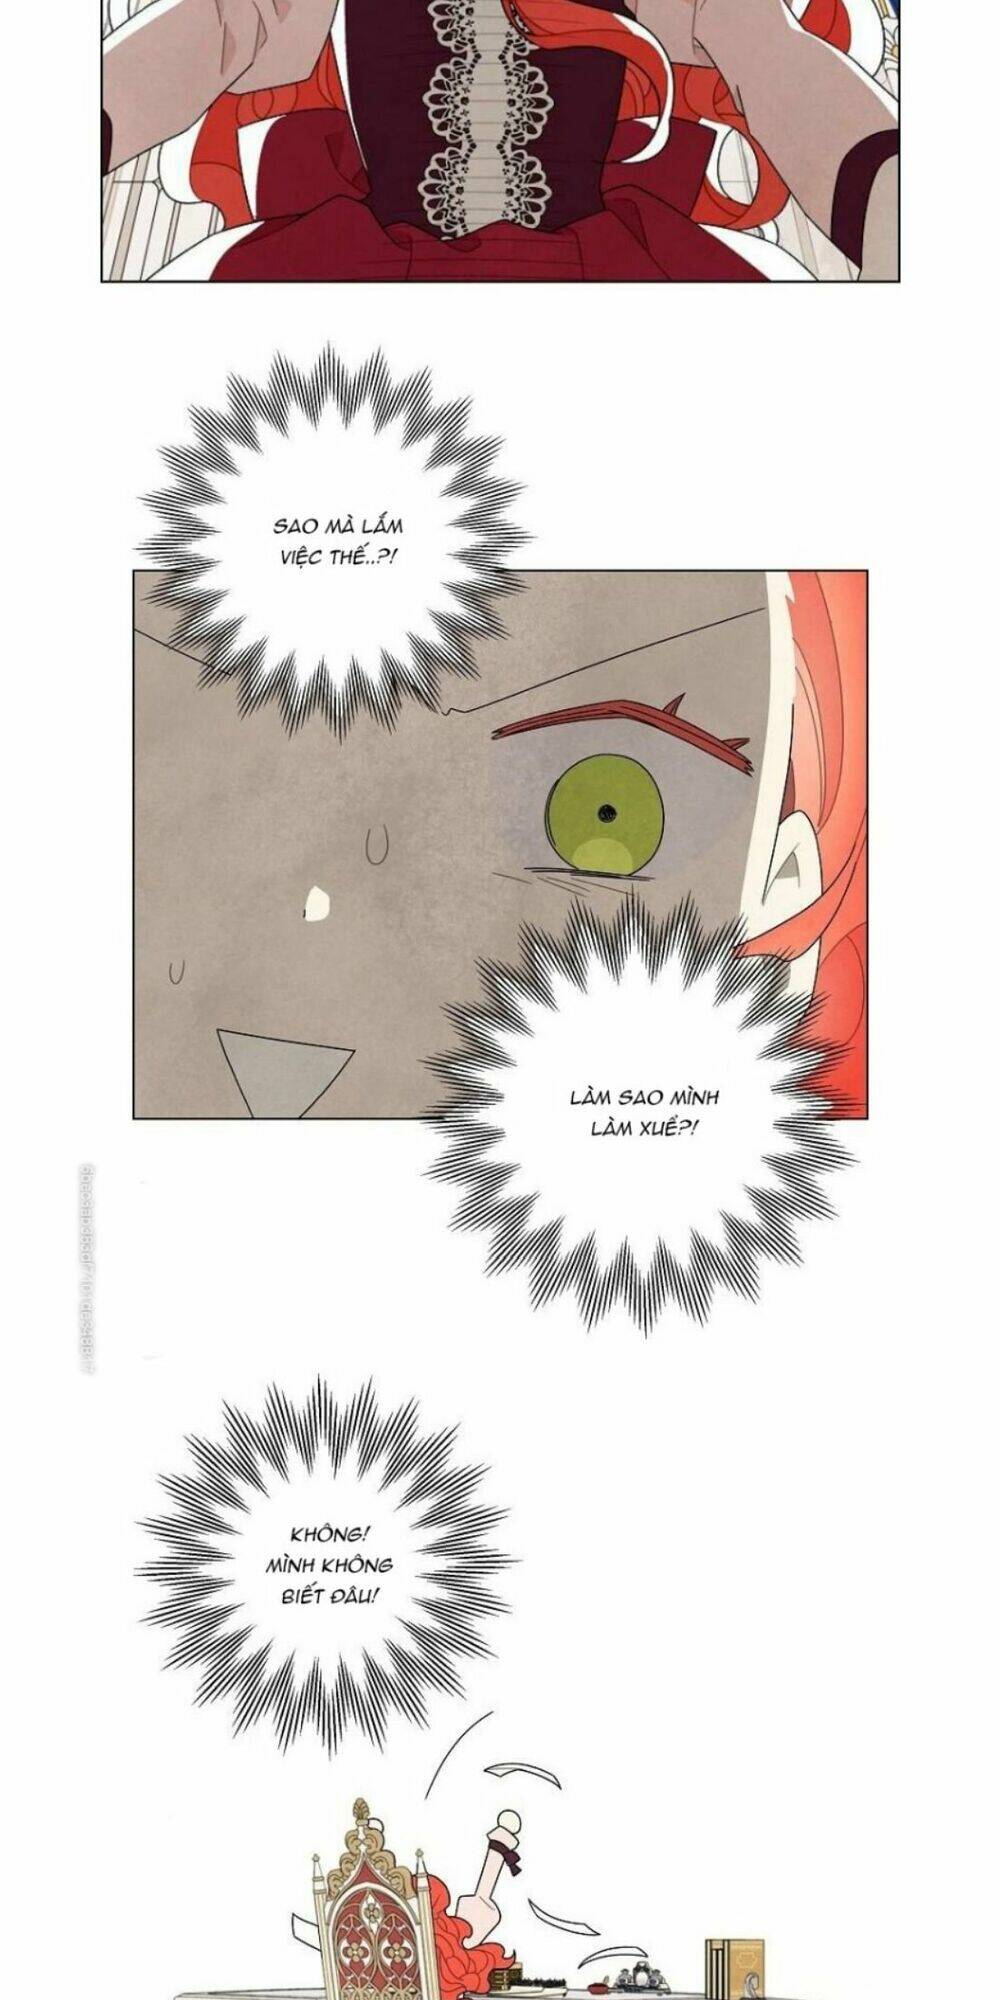 SAO MÀ LẮM
VIỆC THẾ..?!
LÀM SAO MÌNH
LÀM XUỂ?!
KHÔNG!
MÌNH KHÔNG
BIẾT ĐÂU!